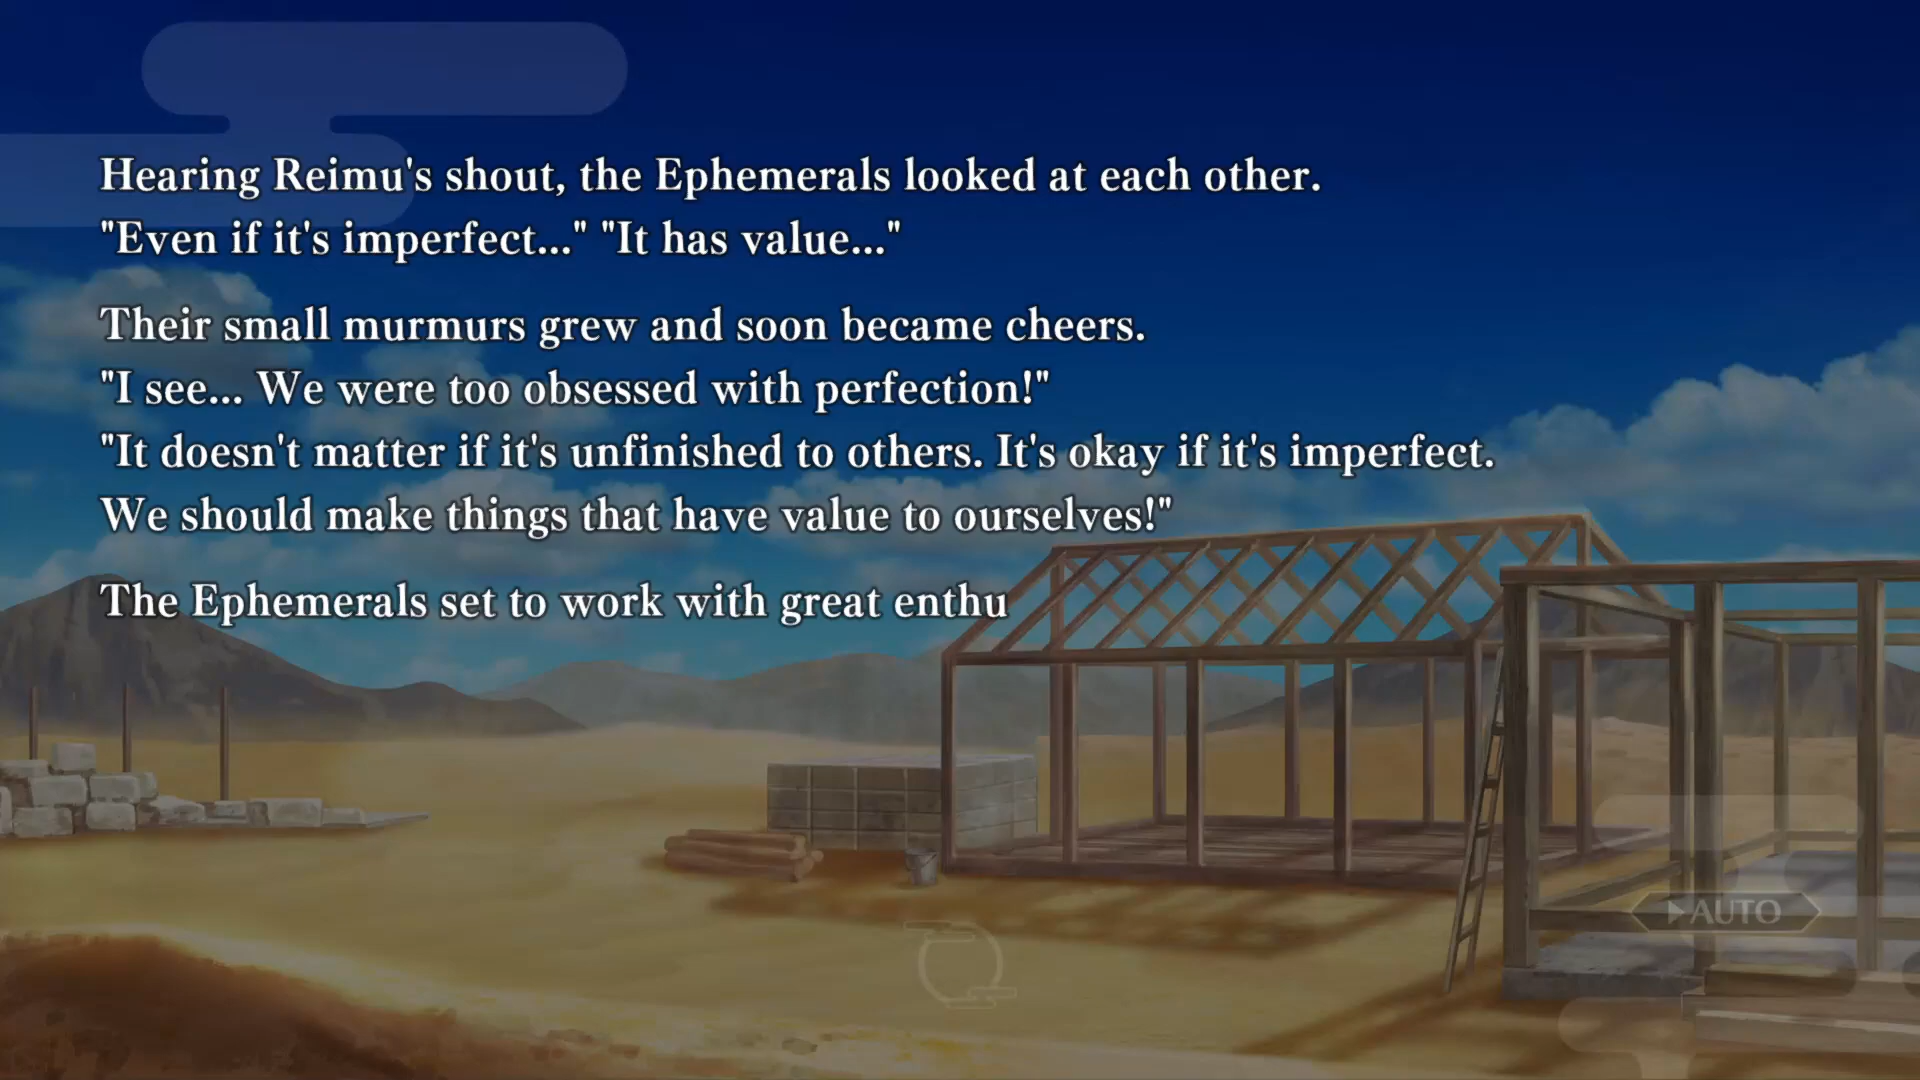 Hearing Reimu's shout, the Ephemerals looked at each other.
"Even if it's imperfect..." "It has value..."
Their small murmurs grew and soon became cheers.
"I see... We were too obsessed with perfection!"
"It doesn't matter if it's unfinished to others. It's okay if it's imperfect.
We should make things that have value to ourselves!"
The Ephemerals set to work with great enthu
AUTO